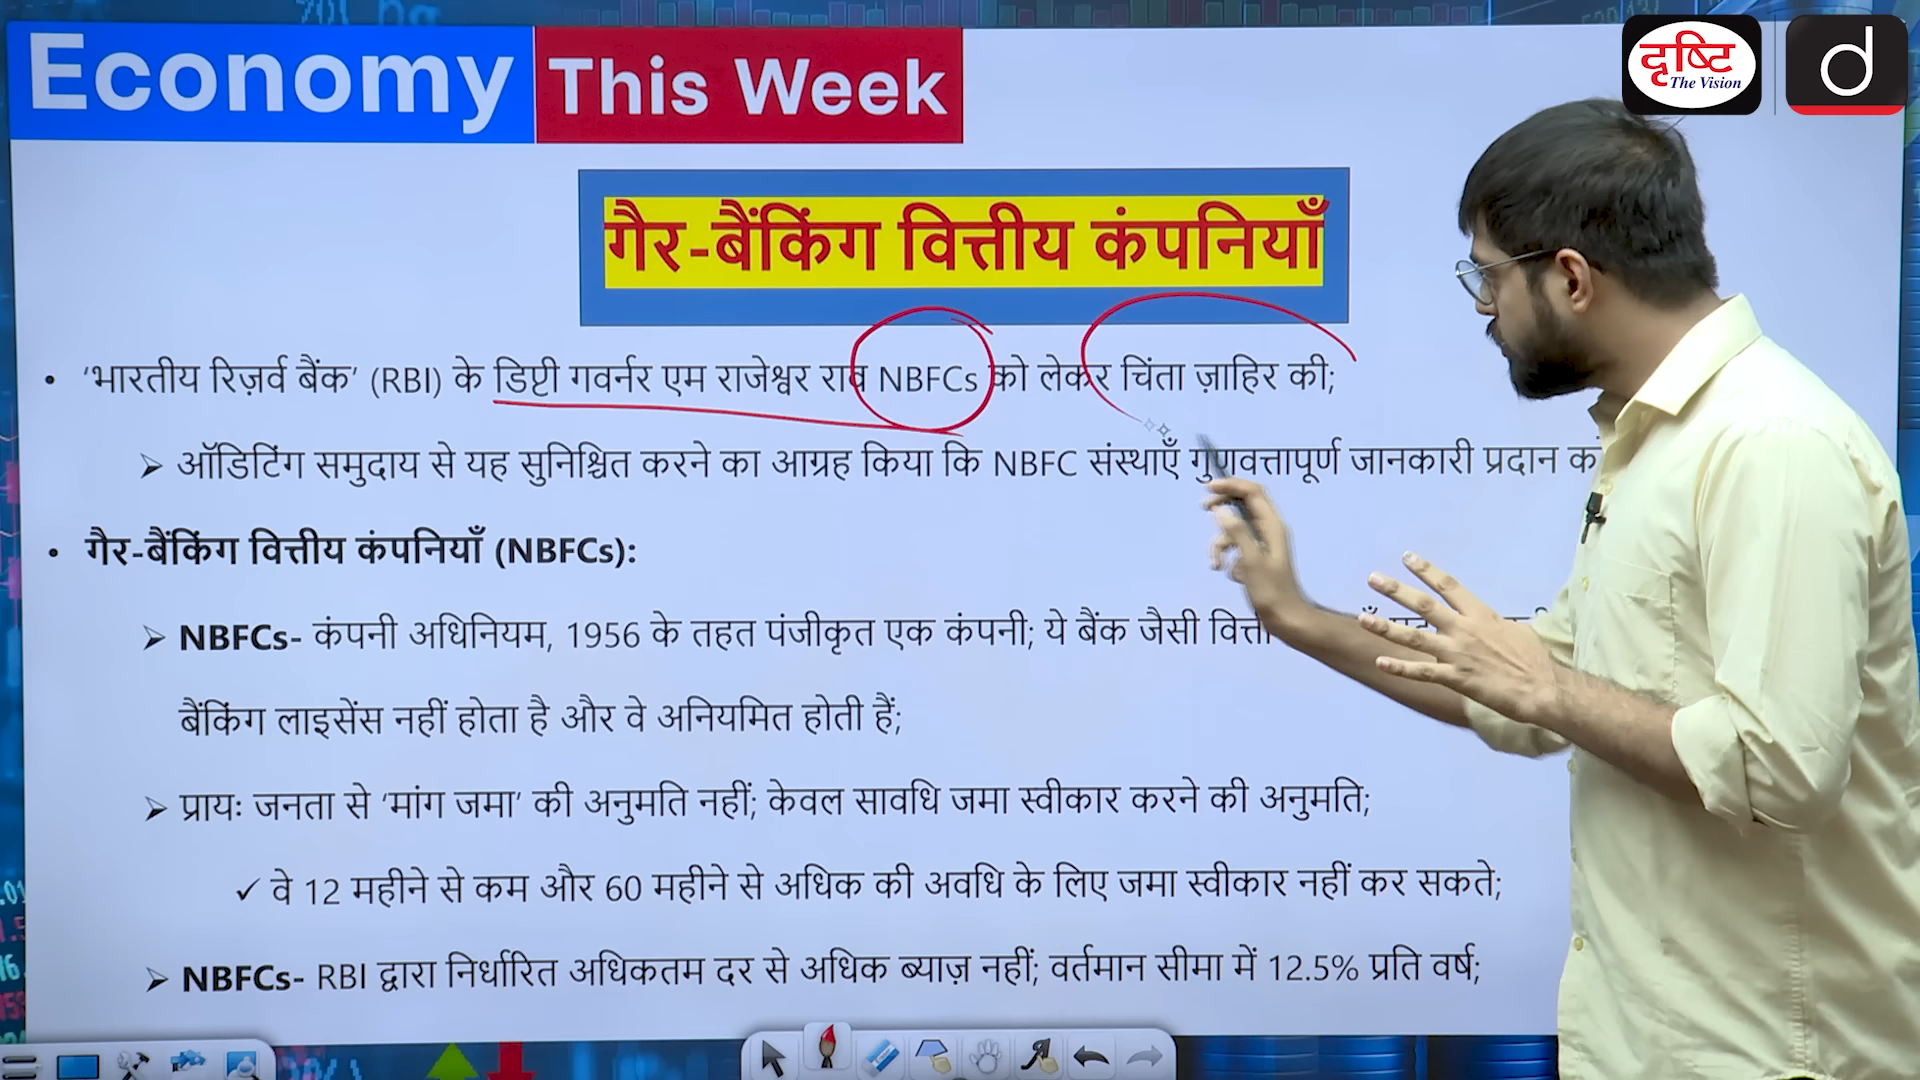 Economy This Week
दृष्टि
The Vision
d
गैर-बैंकिंग वित्तीय कंपनियाँ
• 'भारतीय रिज़र्व बैंक' (RBI) के डिप्टी गवर्नर एम राजेश्वर राव NBFCs को लेकर चिंता ज़ाहिर की;
➢ ऑडिटिंग समुदाय से यह सुनिश्चित करने का आग्रह किया कि NBFC संस्थाएँ गुणवत्तापूर्ण जानकारी प्रदान
• गैर-बैंकिंग वित्तीय कंपनियाँ (NBFCs):
➢ NBFCs- कंपनी अधिनियम, 1956 के तहत पंजीकृत एक कंपनी; ये बैंक जैसी
बैंकिंग लाइसेंस नहीं होता है और वे अनियमित होती हैं;
➢ प्रायः जनता से 'मांग जमा' की अनुमति नहीं; केवल सावधि जमा स्वीकार करने की अनुमति;
✓ वे 12 महीने से कम और 60 महीने से अधिक की अवधि के लिए जमा स्वीकार नहीं कर सकते;
➢ NBFCs- RBI द्वारा निर्धारित अधिकतम दर से अधिक ब्याज़ नहीं; वर्तमान सीमा में 12.5% प्रति वर्ष;